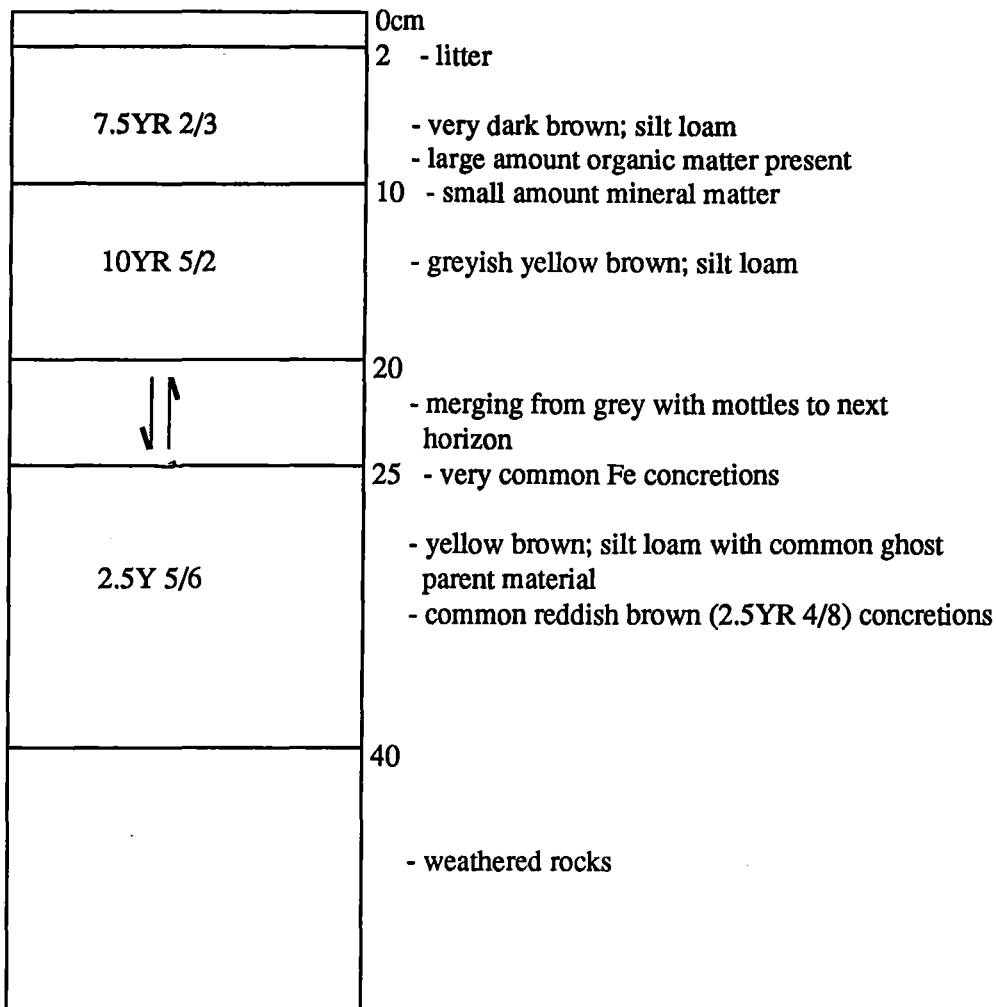 0cm
2 - litter
7.5YR 2/3
- very dark brown; silt loam
- large amount organic matter present
10 - small amount mineral matter
10YR 5/2
- greyish yellow brown; silt loam
20
- merging from grey with mottles to next
horizon
25 - very common Fe concretions
- yellow brown; silt loam with common ghost
parent material
2.5Y 5/6
- common reddish brown (2.5YR 4/8) concretions
40
- weathered rocks